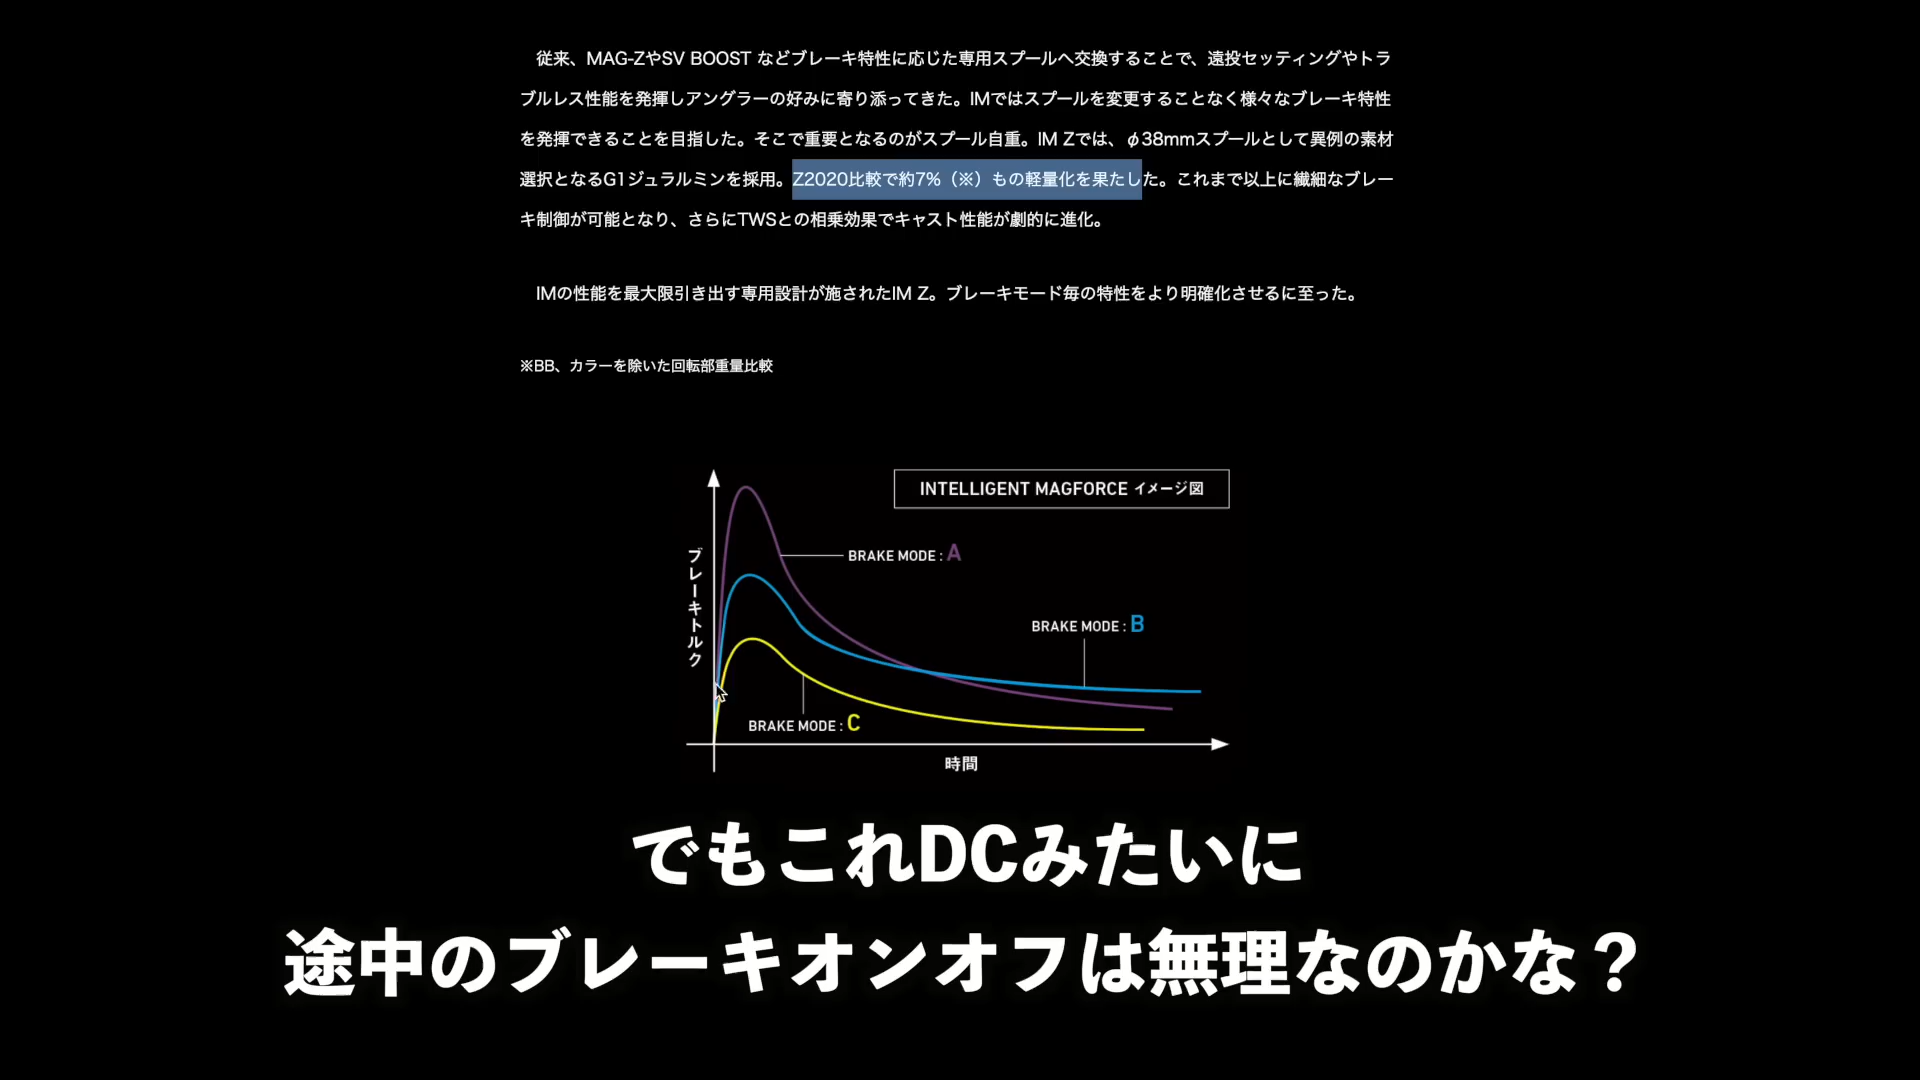 従来、MAG-ZやSV BOOST などブレーキ特性に応じた専用スプールへ交換することで、遠投セッティングやトラ
ブルレス性能を発揮しアングラーの好みに寄り添ってきた。IMではスプールを変更することなく様々なブレーキ特性
を発揮できることを目指した。そこで重要となるのがスプール自重。IM Zでは、φ38mmスプールとして異例の素材
選択となるG1ジュラルミンを採用。Z2020比較で約7%（※）もの軽量化を果たした。これまで以上に繊細なブレー
キ制御が可能となり、さらにTWSとの相乗効果でキャスト性能が劇的に進化。
IMの性能を最大限引き出す専用設計が施されたIM Z。ブレーキモード毎の特性をより明確化させるに至った。
※BB、カラーを除いた回転部重量比較
INTELLIGENT MAGFORCE イメージ図
ブレーキトルク
BRAKE MODE : A
BRAKE MODE : B
BRAKE MODE : C
時間
でもこれDCみたいに
途中のブレーキオンオフは無理なのかな？